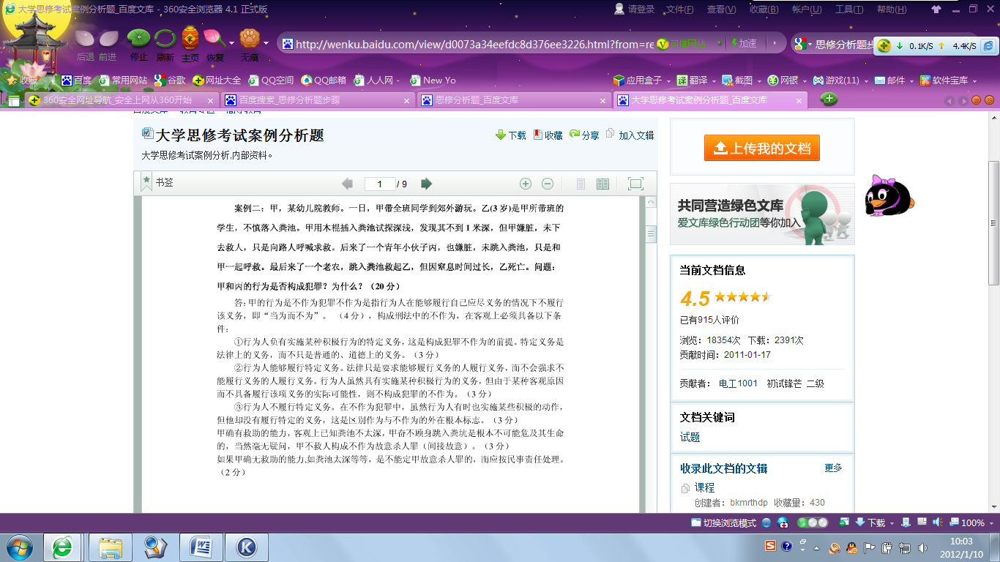 大学思修考试案例分析题_百度文库 - 360安全浏览器 4.1 正式版
请登录 文件(F) 查看(V) 收藏(B) 帐户(U) 工具(T) 帮助(H)
后退 前进 停止 刷新 主页 恢复 无痕
http://wenku.baidu.com/view/d0073a34eefdc8d376ee3226.html?from=re 可信网站 加速
思修分析题步
0.1K/S 4.4K/S
收藏 百度 常用网站 谷歌 网址大全 QQ空间 QQ邮箱 人人网 - New Yo
应用盒子 翻译 截图 网银 游戏(11) 邮件 软件宝库
360安全网址导航_安全上网从360开始 百度搜索_思修分析题步骤 思修分析题_百度文库 大学思修考试案例分析题_百度文库
大学思修考试案例分析题
下载 收藏 分享 加入文辑
大学思修考试案例分析,内部资料。
书签
1 / 9
案例二：甲，某幼儿院教师。一日，甲带全班同学到郊外游玩。乙(3 岁)是甲所带班的
学生，不慎落入粪池。甲用木棍插入粪池试探深浅，发现其不到 1 米深，但甲嫌脏，未下
去救人，只是向路人呼喊求救。后来了一个青年小伙子丙，也嫌脏，未跳入粪池，只是和
甲一起呼救。最后来了一个老农，跳入粪池救起乙，但因窒息时间过长，乙死亡。问题：
甲和丙的行为是否构成犯罪？为什么？（20 分）
答：甲的行为是不作为犯罪不作为是指行为人在能够履行自己应尽义务的情况下不履行
该义务，即“当为而不为”。 （4 分），构成刑法中的不作为，在客观上必须具备以下条
件：
①行为人负有实施某种积极行为的特定义务，这是构成犯罪不作为的前提。特定义务是
法律上的义务，而不只是普通的、道德上的义务。（3 分）
②行为人能够履行特定义务。法律只是要求能够履行义务的人履行义务，而不会强求不
能履行义务的人履行义务。行为人虽然具有实施某种积极行为的义务，但由于某种客观原因
而不具备履行该项义务的实际可能性，则不构成犯罪的不作为。（3 分）
③行为人不履行特定义务。在不作为犯罪中，虽然行为人有时也实施某些积极的动作，
但他却没有履行特定的义务，这是区别作为与不作为的外在根本标志。（3 分）
甲确有救助的能力，客观上已知粪池不太深，甲奋不顾身跳入粪坑是根本不可能危及其生命
的，当然毫无疑问，甲不救人构成不作为故意杀人罪（间接故意）。（3 分）
如果甲确无救助的能力,如粪池太深等等，是不能定甲故意杀人罪的，而应按民事责任处理。
（2 分）
上传我的文档
共同营造绿色文库
爱文库绿色行动团等你加入
当前文档信息
4.5
已有915人评价
浏览：18354次 下载：2391次
贡献时间：2011-01-17
贡献者： 电工1001 初试锋芒 二级
文档关键词
试题
收录此文档的文辑 更多
课程
创建者：bkmrthdp 收藏量：430
切换浏览模式 下载 100%
10:03
2012/1/10